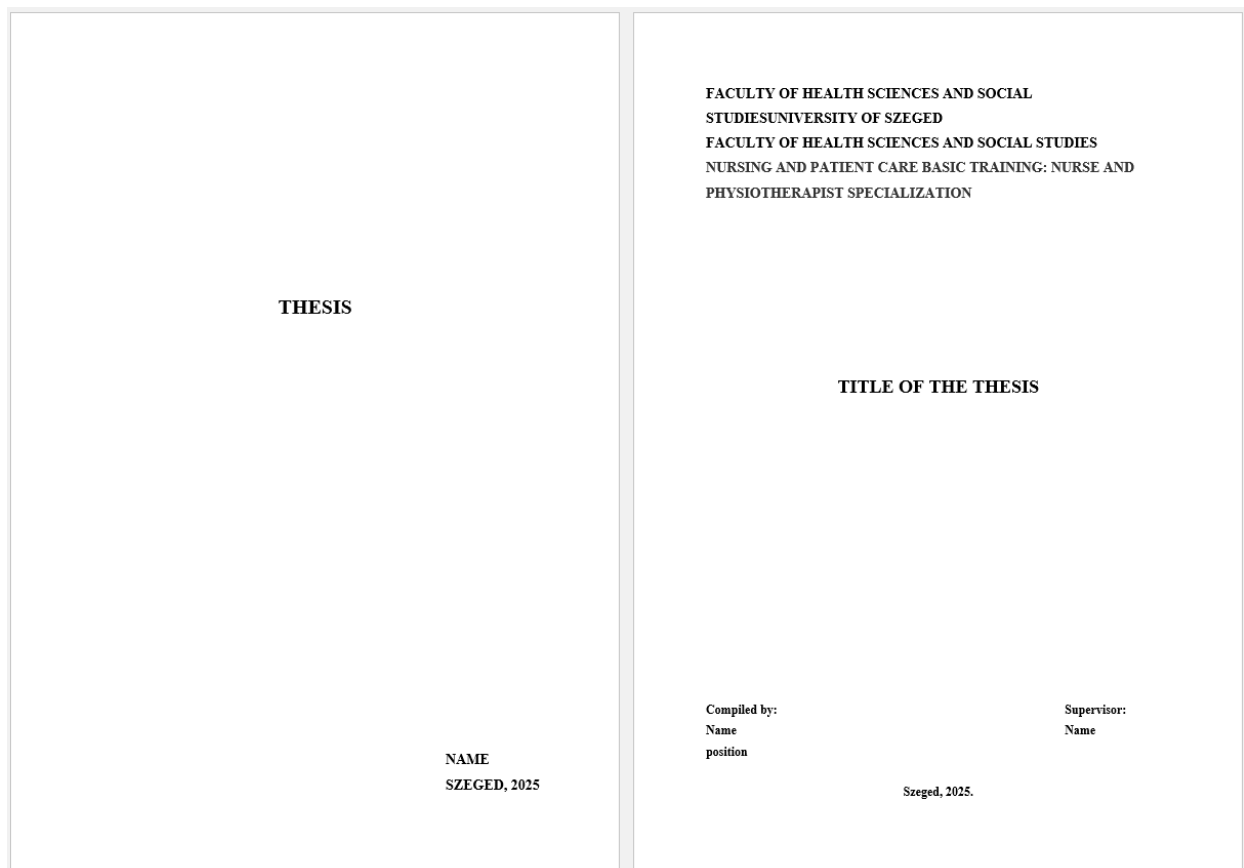 THESIS
NAME
SZEGED, 2025
FACULTY OF HEALTH SCIENCES AND SOCIAL
STUDIESUNIVERSITY OF SZEGED
FACULTY OF HEALTH SCIENCES AND SOCIAL STUDIES
NURSING AND PATIENT CARE BASIC TRAINING: NURSE AND
PHYSIOTHERAPIST SPECIALIZATION
TITLE OF THE THESIS
Compiled by:
Name
position
Supervisor:
Name
Szeged, 2025.